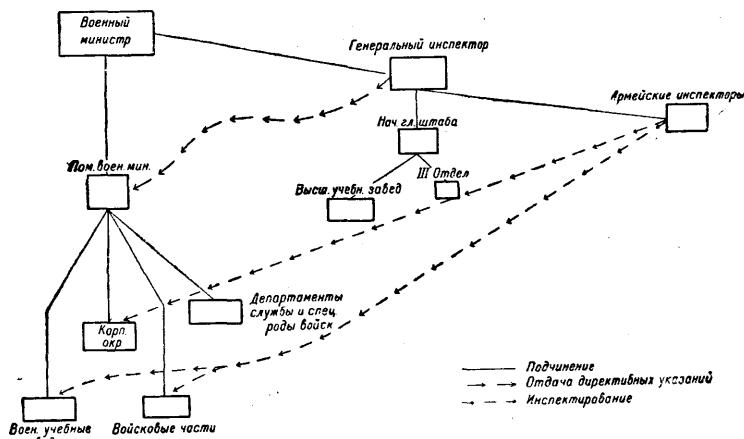 Военный
министр
Генеральный инспектор
Армейские инспекторы
Нач. гл. штаба
Пом. воен. мин.
III Отдел
Высш. учебн. завед
Департаменты
службы и спец.
роды войск
Корп.
окр
Подчинение
Отдача директивных указаний
Инспектирование
Воен. учебные
Войсковые части